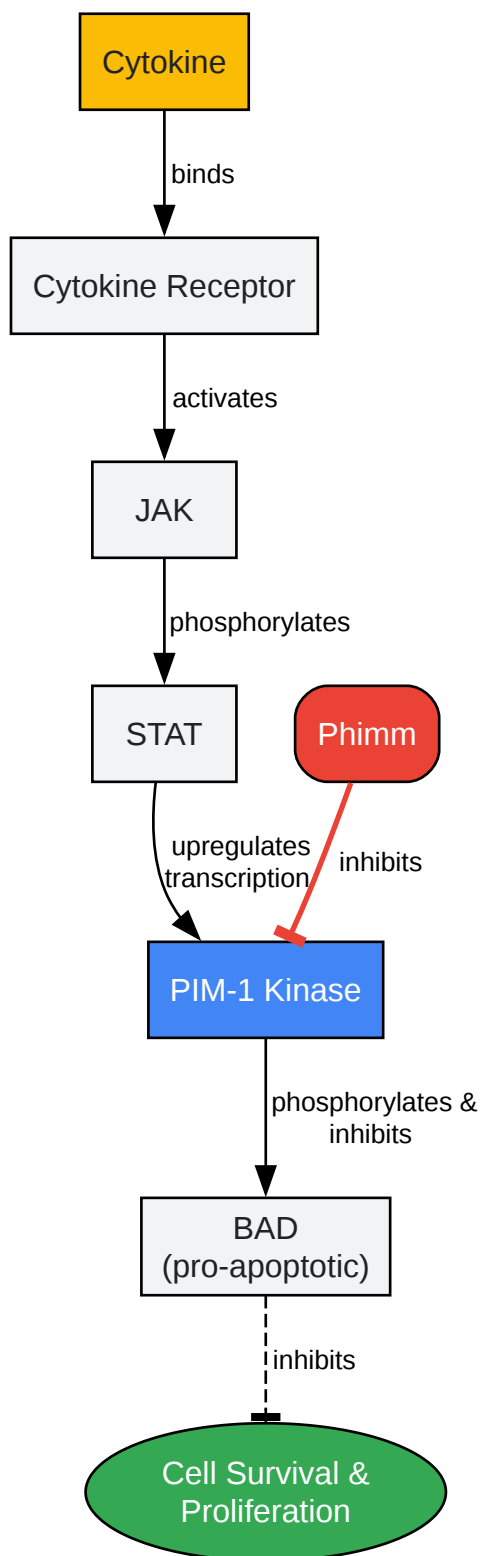 Cytokine
binds
Cytokine Receptor
activates
JAK
phosphorylates
STAT
Phimm
upregulates
transcription
inhibits
PIM-1 Kinase
phosphorylates &
inhibits
BAD
(pro-apoptotic)
inhibits
Cell Survival &
Proliferation